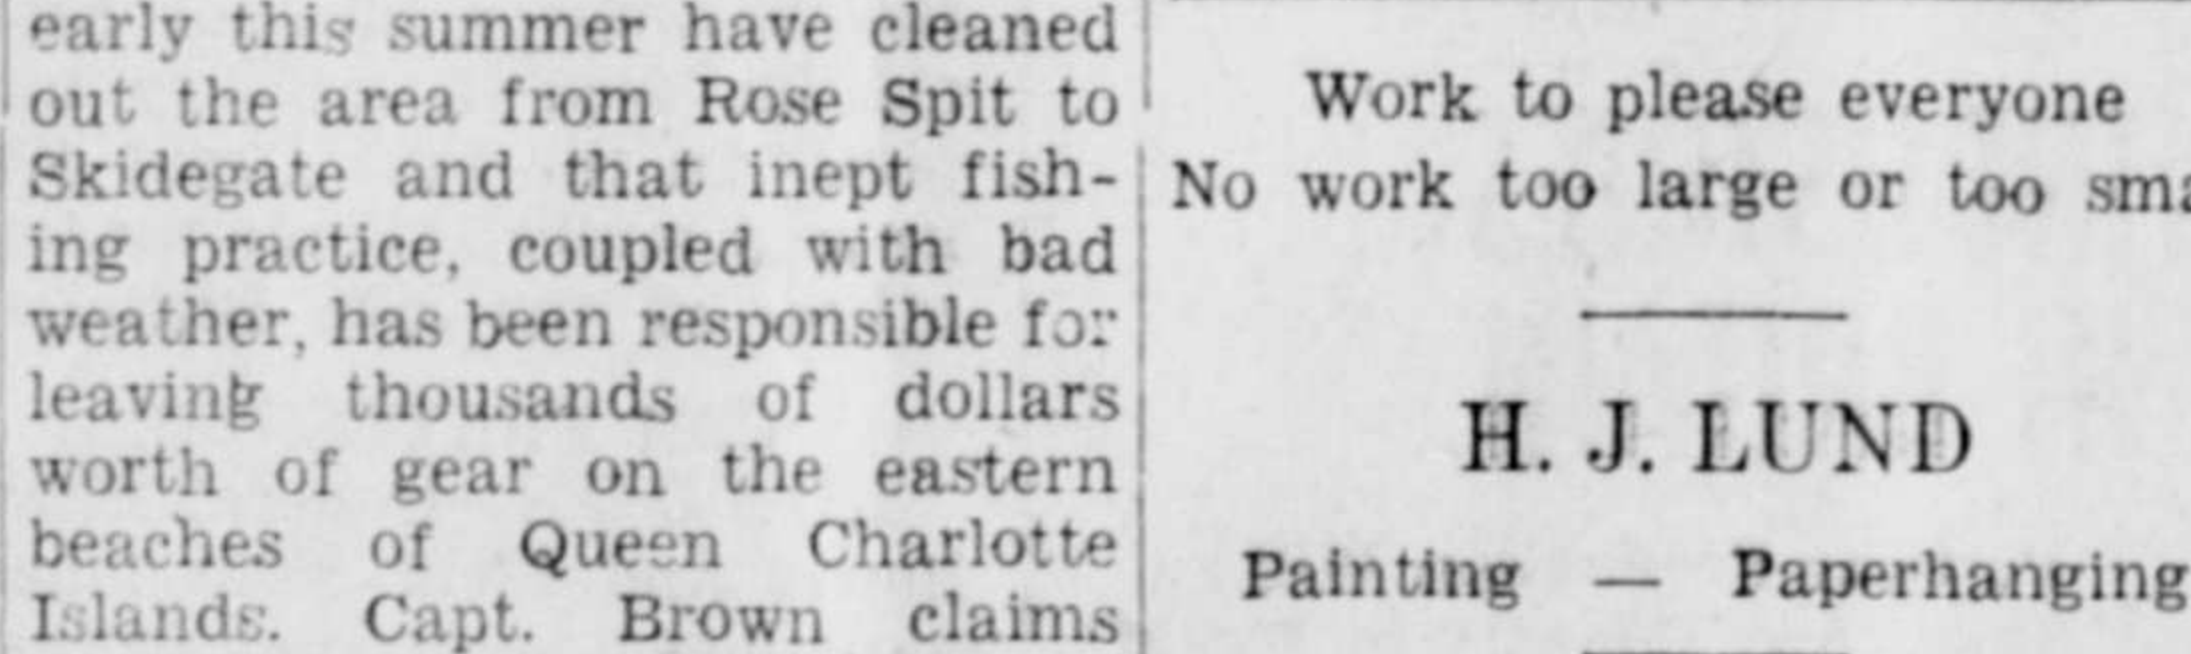 early this summer have cleaned
out the area from Rose Spit to
Skidegate and that inept fish-
ing practice, coupled with bad
weather, has been responsible for
leaving thousands of dollars
worth of gear on the eastern
beaches of Queen Charlotte
Islands. Capt. Brown claims
Work to please everyone
No work too large or too sma
H. J. LUND
Painting — Paperhanging